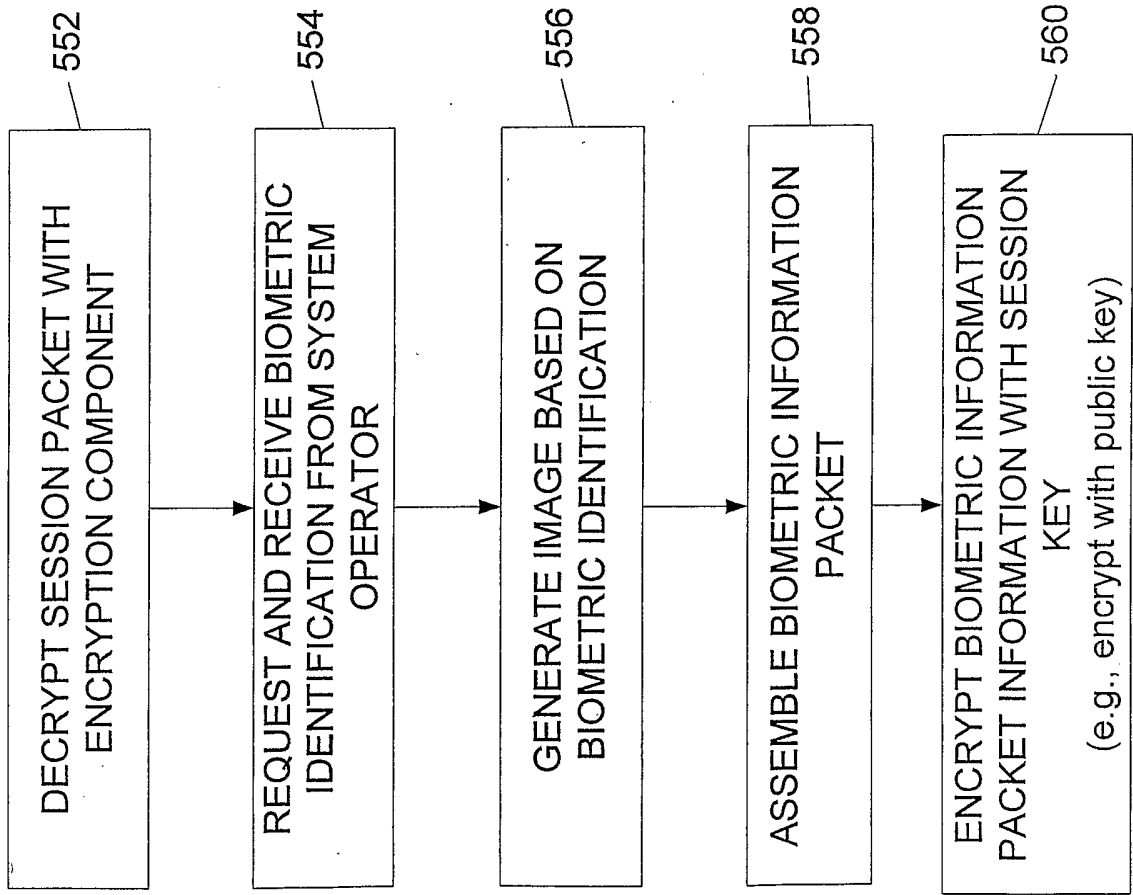 DECRYPT SESSION PACKET WITH
ENCRYPTION COMPONENT
552
REQUEST AND RECEIVE BIOMETRIC
IDENTIFICATION FROM SYSTEM
OPERATOR
554
GENERATE IMAGE BASED ON
BIOMETRIC IDENTIFICATION
556
ASSEMBLE BIOMETRIC INFORMATION
PACKET
558
ENCRYPT BIOMETRIC INFORMATION
PACKET INFORMATION WITH SESSION
KEY
(e.g., encrypt with public key)
560